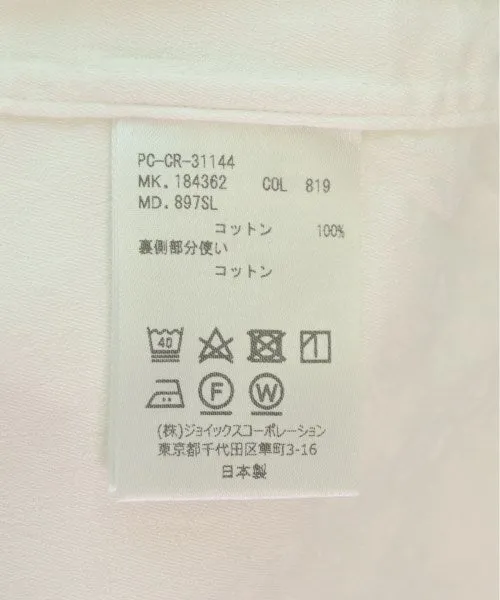 PC-CR-31144
MK. 184362 COL 819
MD. 897SL
コットン 100%
裏側部分使い
コットン
40
F W
(株)ジョイックスコーポレーション
東京都千代田区隼町3-16
日本製